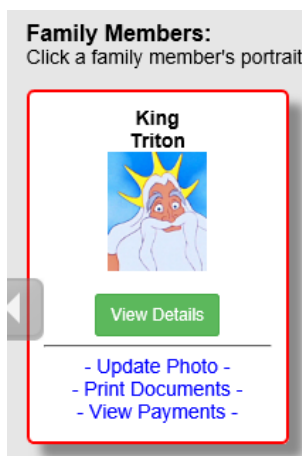 Family Members:
Click a family member's portrait
King
Triton
View Details
- Update Photo -
- Print Documents -
- View Payments -